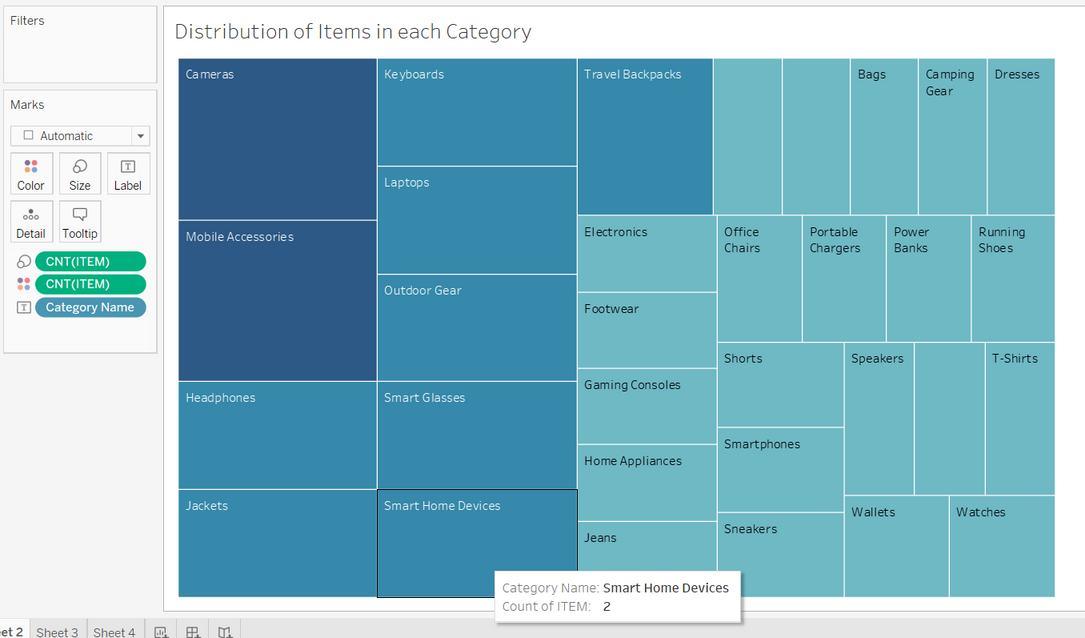 Filters
Marks
Automatic
Color
Size
Label
Detail
Tooltip
CNT(ITEM)
CNT(ITEM)
Category Name
Distribution of Items in each Category
Cameras
Mobile Accessories
Headphones
Jackets
Keyboards
Laptops
Outdoor Gear
Smart Glasses
Smart Home Devices
Travel Backpacks
Bags
Camping
Gear
Dresses
Electronics
Footwear
Gaming Consoles
Home Appliances
Jeans
Office
Chairs
Portable
Chargers
Power
Banks
Running
Shoes
Shorts
Smartphones
Sneakers
Speakers
T-Shirts
Wallets
Watches
Category Name: Smart Home Devices
Count of ITEM: 2
et 2
Sheet 3
Sheet 4